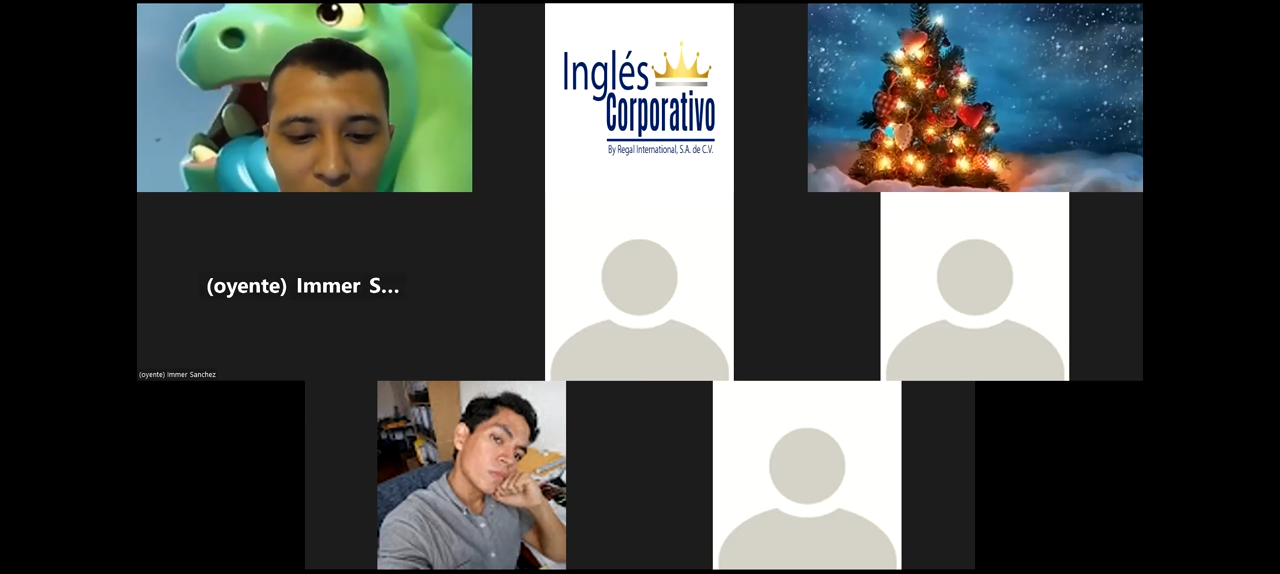 Inglés
Corporativo
By Regal International, S.A. de C.V.
(oyente) Immer S...
(oyente) Immer Sanchez